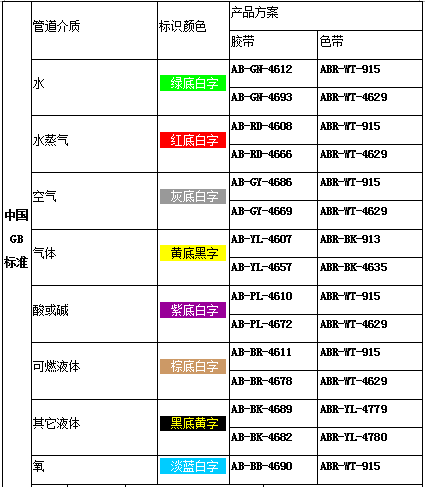 产品方案
管道介质 标识颜色
胶带 色带
AB-GN-4612 ABR-WT-915
水 绿底白字
AB-GN-4693 ABR-WT-4629
AB-RD-4608 ABR-WT-915
水蒸气 红底白字
AB-RD-4666 ABR-WT-4629
AB-GY-4686 ABR-WT-915
空气 灰底白字
AB-GY-4669 ABR-WT-4629
中国
GB
标准
AB-YL-4607 ABR-BK-913
气体 黄底黑字
AB-YL-4657 ABR-BK-4635
AB-PL-4610 ABR-WT-915
酸或碱 紫底白字
AB-PL-4672 ABR-WT-4629
AB-BR-4611 ABR-WT-915
可燃液体 棕底白字
AB-BR-4678 ABR-WT-4629
AB-BK-4689 ABR-YL-4779
其它液体 黑底黄字
AB-BK-4682 ABR-YL-4780
氧 淡蓝白字 AB-BB-4690 ABR-WT-915